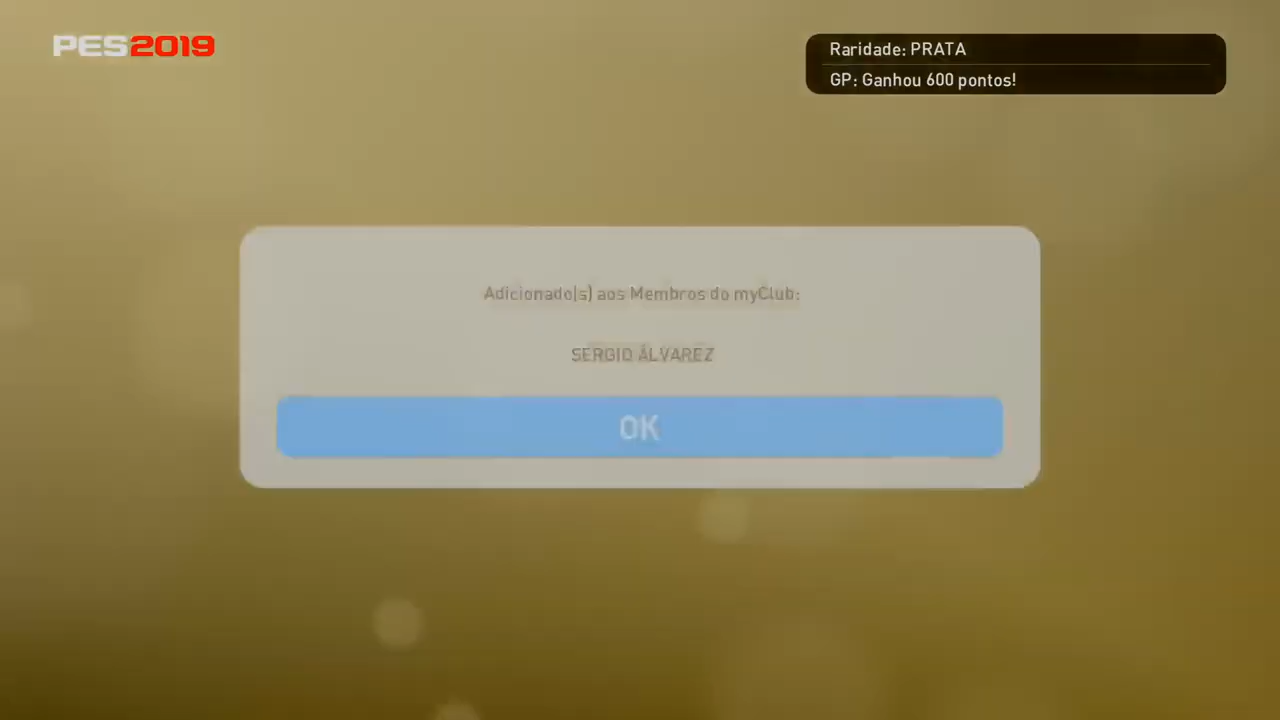 PES2019
Raridade: PRATA
GP: Ganhou 600 pontos!
Adicionado(s) aos Membros do myClub:
SERGIO ÁLVAREZ
OK